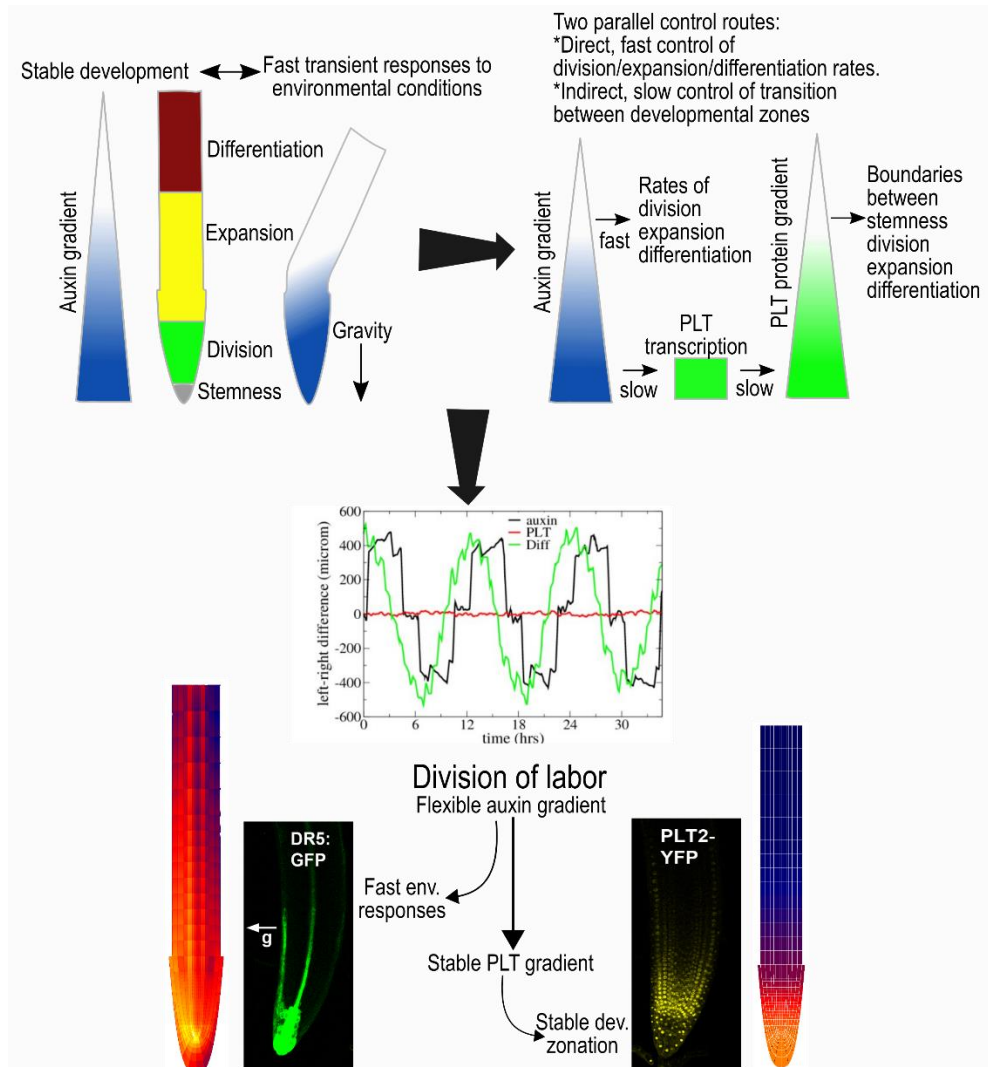 Stable development
Fast transient responses to
environmental conditions
Auxin gradient
Differentiation
Expansion
Division
Stemness
Gravity
Two parallel control routes:
*Direct, fast control of
division/expansion/differentiation rates.
*Indirect, slow control of transition
between developmental zones
Auxin gradient
fast
Rates of
division
expansion
differentiation
slow
PLT
transcription
slow
PLT protein gradient
Boundaries
between
stemness
division
expansion
differentiation
left-right difference (microm)
600
400
200
0
-200
-400
-600
auxin
PLT
Diff
0 6 12 18 24 30
time (hrs)
Division of labor
Flexible auxin gradient
Fast env.
responses
Stable PLT gradient
Stable dev.
zonation
DR5:
GFP
g
PLT2-
YFP